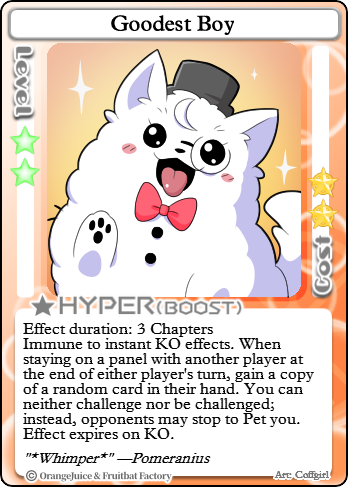 Goodest Boy
Level
Cost
HYPER(BOOST)
Effect duration: 3 Chapters
Immune to instant KO effects. When
staying on a panel with another player at
the end of either player's turn, gain a copy
of a random card in their hand. You can
neither challenge nor be challenged;
instead, opponents may stop to Pet you.
Effect expires on KO.
"*Whimper*" —Pomeranius
© OrangeJuice & Fruitbat Factory
Arc_Coffgirl